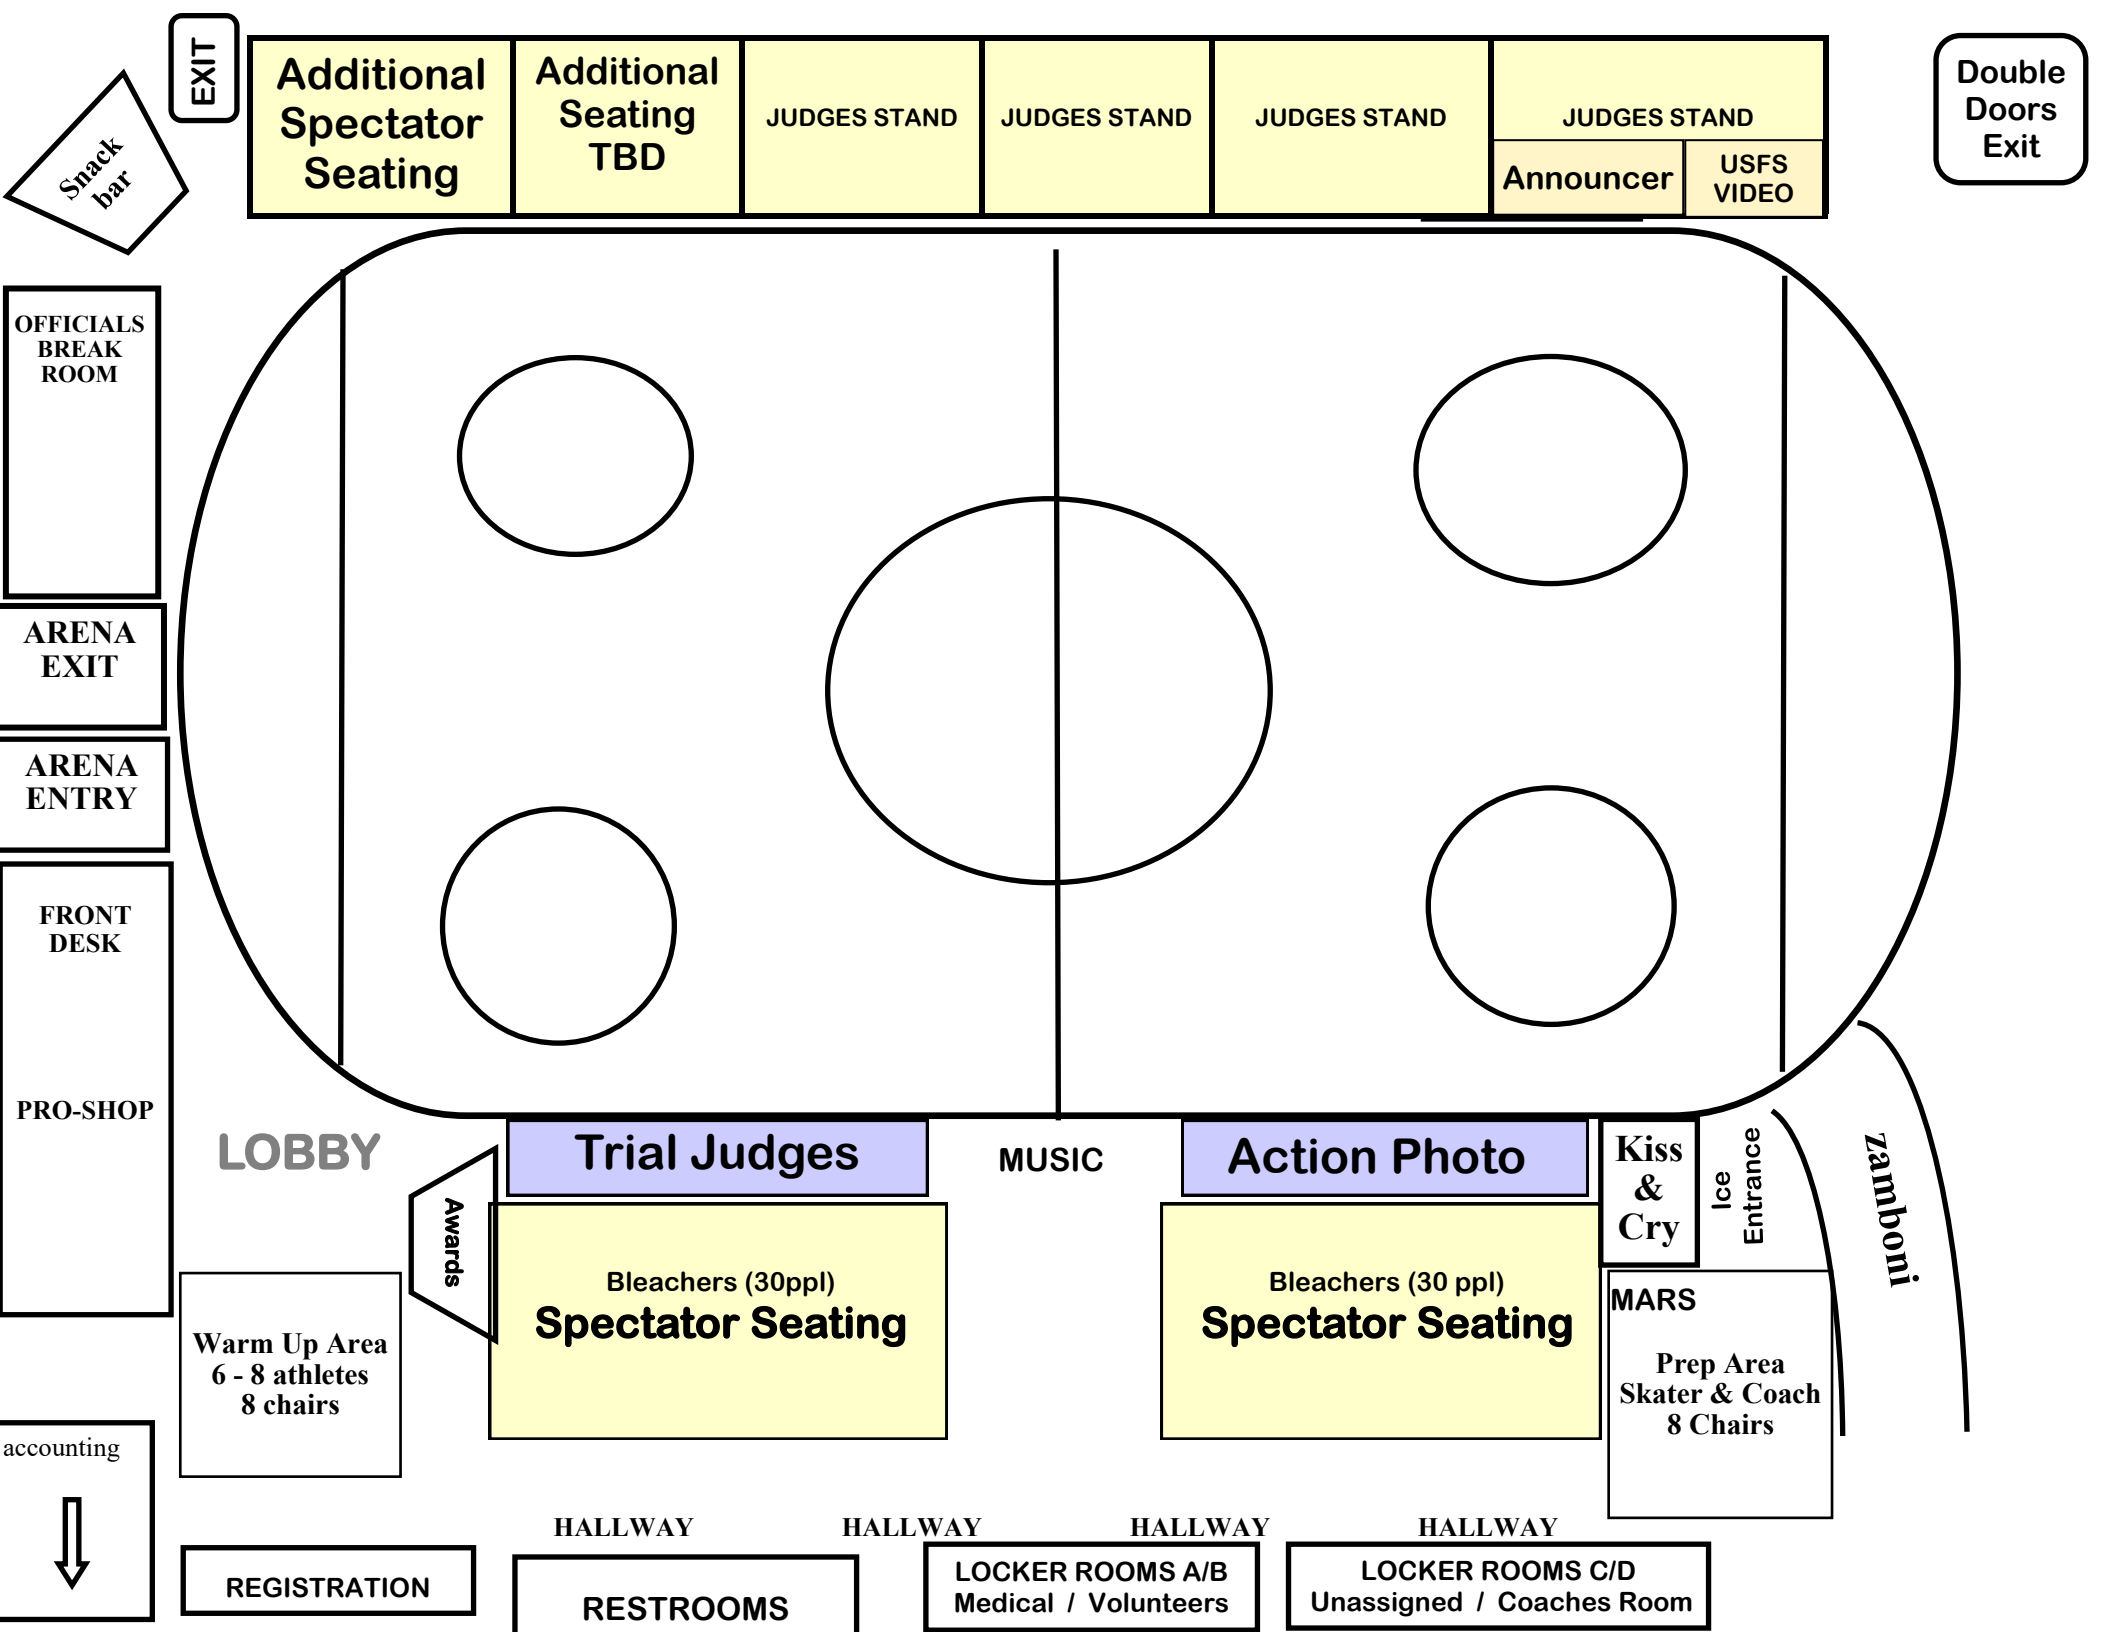 EXIT
Additional
Spectator
Seating
Additional
Seating
TBD
JUDGES STAND
JUDGES STAND
JUDGES STAND
JUDGES STAND
Announcer
USFS
VIDEO
Double
Doors
Exit
Snack
bar
OFFICIALS
BREAK
ROOM
ARENA
EXIT
ARENA
ENTRY
FRONT
DESK
PRO-SHOP
LOBBY
Awards
Trial Judges
MUSIC
Action Photo
Kiss
&
Cry
Ice
Entrance
zamboni
Bleachers (30ppl)
Spectator Seating
Bleachers (30 ppl)
Spectator Seating
MARS
Prep Area
Skater & Coach
8 Chairs
Warm Up Area
6 - 8 athletes
8 chairs
accounting
HALLWAY HALLWAY HALLWAY HALLWAY
REGISTRATION
RESTROOMS
LOCKER ROOMS A/B
Medical / Volunteers
LOCKER ROOMS C/D
Unassigned / Coaches Room